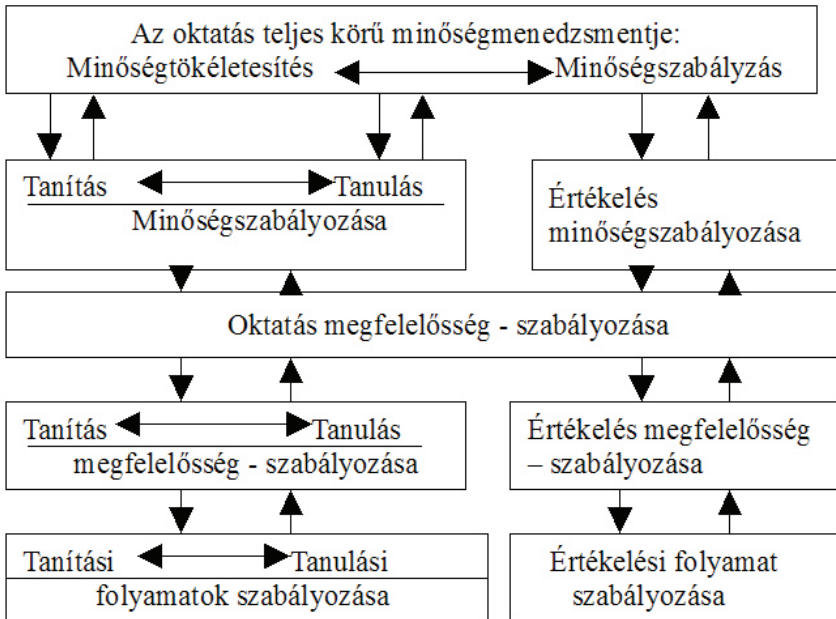 Az oktatás teljes körű minőségmenedzsmentje:
Minőségtökéletesítés Minőségszabályzás
Tanítás Tanulás
Minőségszabályozása
Értékelés
minőségszabályozása
Oktatás megfelelősség - szabályozása
Tanítás Tanulás
megfelelősség - szabályozása
Értékelés megfelelősség
– szabályozása
Tanítási Tanulási
folyamatok szabályozása
Értékelési folyamat
szabályozása